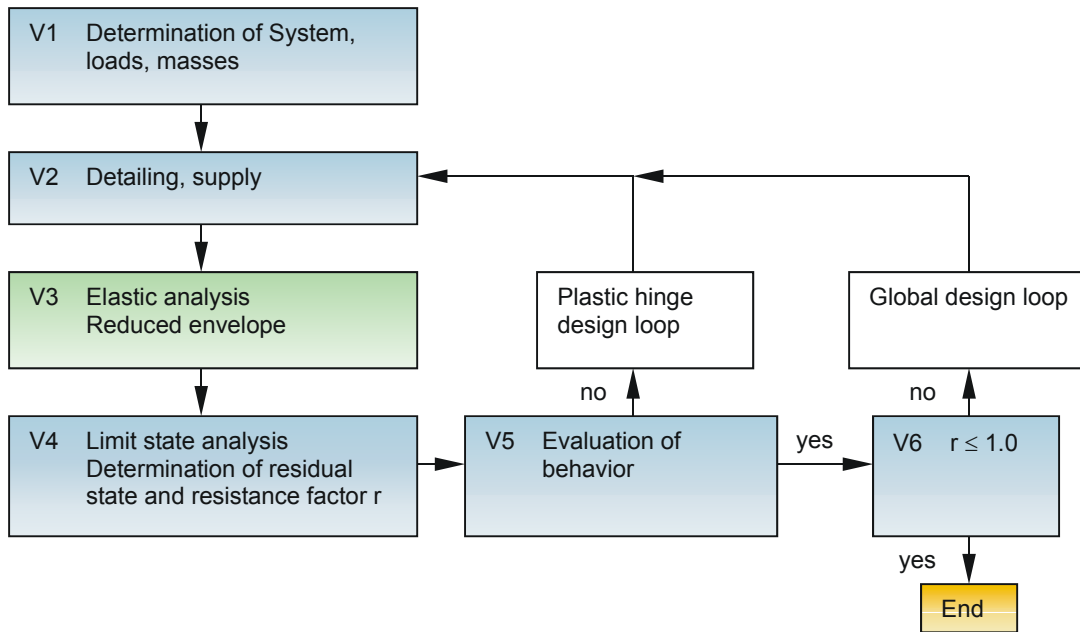 V1 Determination of System,
loads, masses
V2 Detailing, supply
V3 Elastic analysis
Reduced envelope
Plastic hinge
design loop
Global design loop
no
no
V4 Limit state analysis
Determination of residual
state and resistance factor r
V5 Evaluation of
behavior
yes
V6 r ≤ 1.0
yes
End